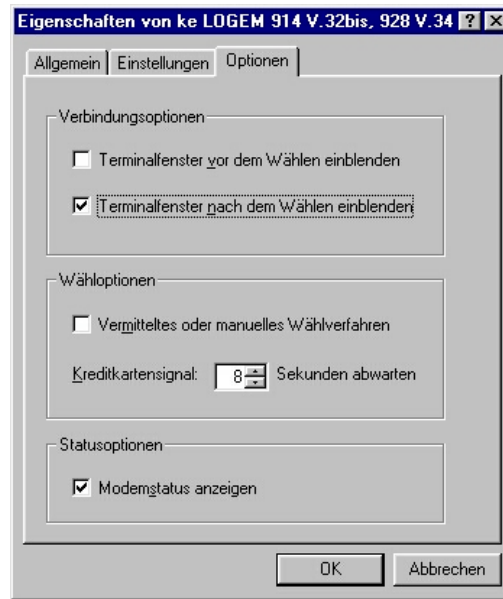 Eigenschaften von ke LOGEM 914 V.32bis, 928 V.34 ? X
Allgemein Einstellungen Optionen
Verbindungsoptionen
Terminalfenster vor dem Wählen einblenden
Terminalfenster nach dem Wählen einblenden
Wähloptionen
Vermitteltes oder manuelles Wählverfahren
Kreditkartensignal: 8 Sekunden abwarten
Statusoptionen
Modemstatus anzeigen
OK Abbrechen